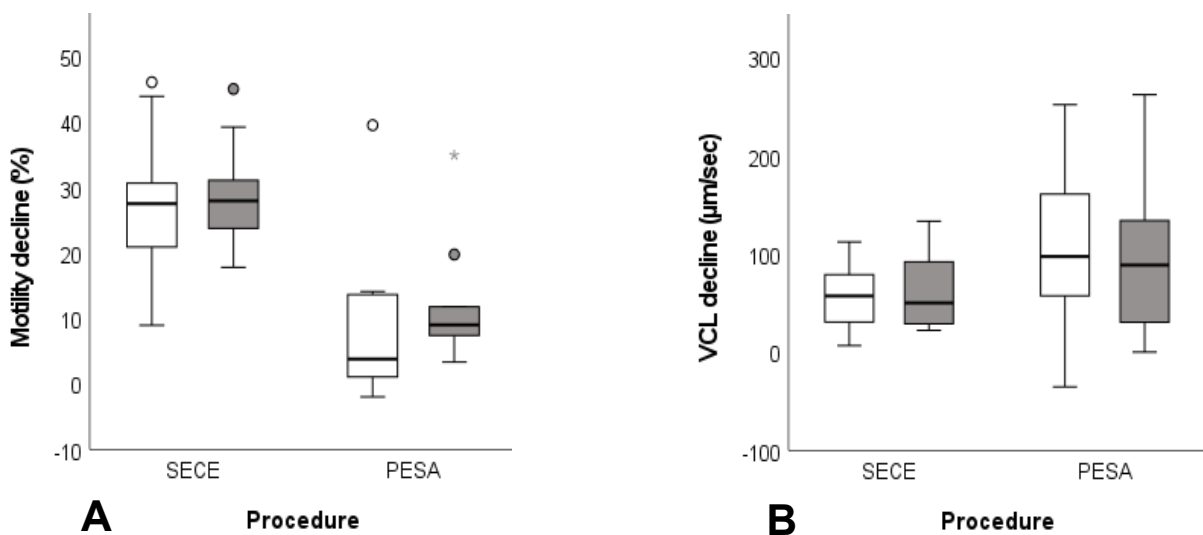 Motility decline (%)
50
40
30
20
10
0
-10
SECE PESA
Procedure
A
VCL decline (µm/sec)
300
200
100
0
-100
SECE PESA
Procedure
B